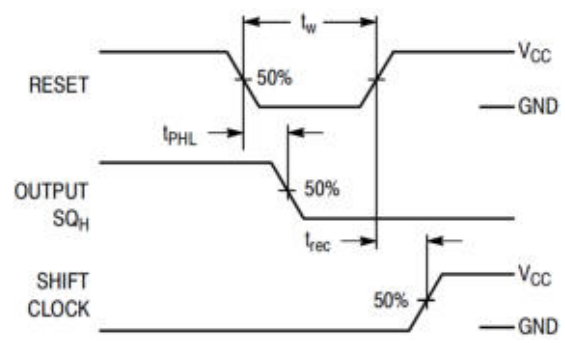 tw
VCC
RESET
50%
GND
tPHL
50%
OUTPUT
SQH
trec
SHIFT
CLOCK
50%
VCC
GND